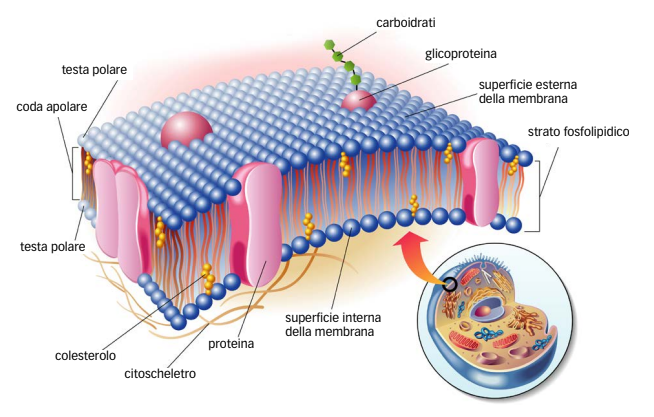 carboidrati
glicoproteina
testa polare
superficie esterna
della membrana
coda apolare
strato fosfolipidico
testa polare
superficie interna
della membrana
proteina
colesterolo
citoscheletro